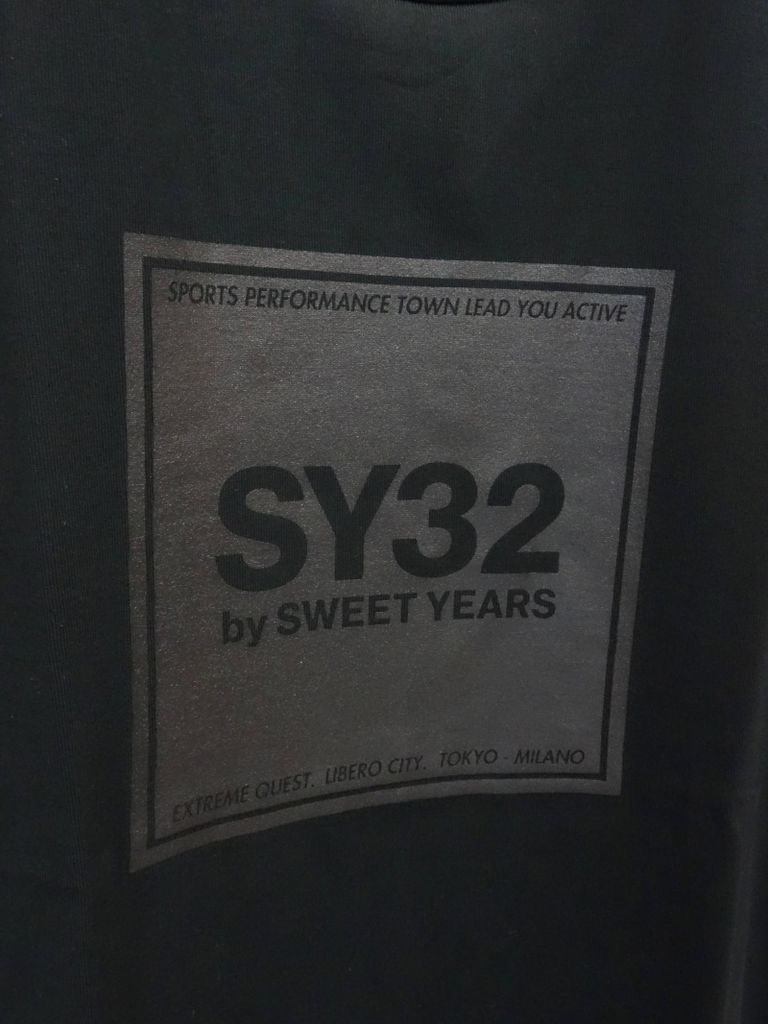 SPORTS PERFORMANCE TOWN LEAD YOU ACTIVE
SY32
by SWEET YEARS
EXTREME QUEST. LIBERO CITY. TOKYO - MILANO